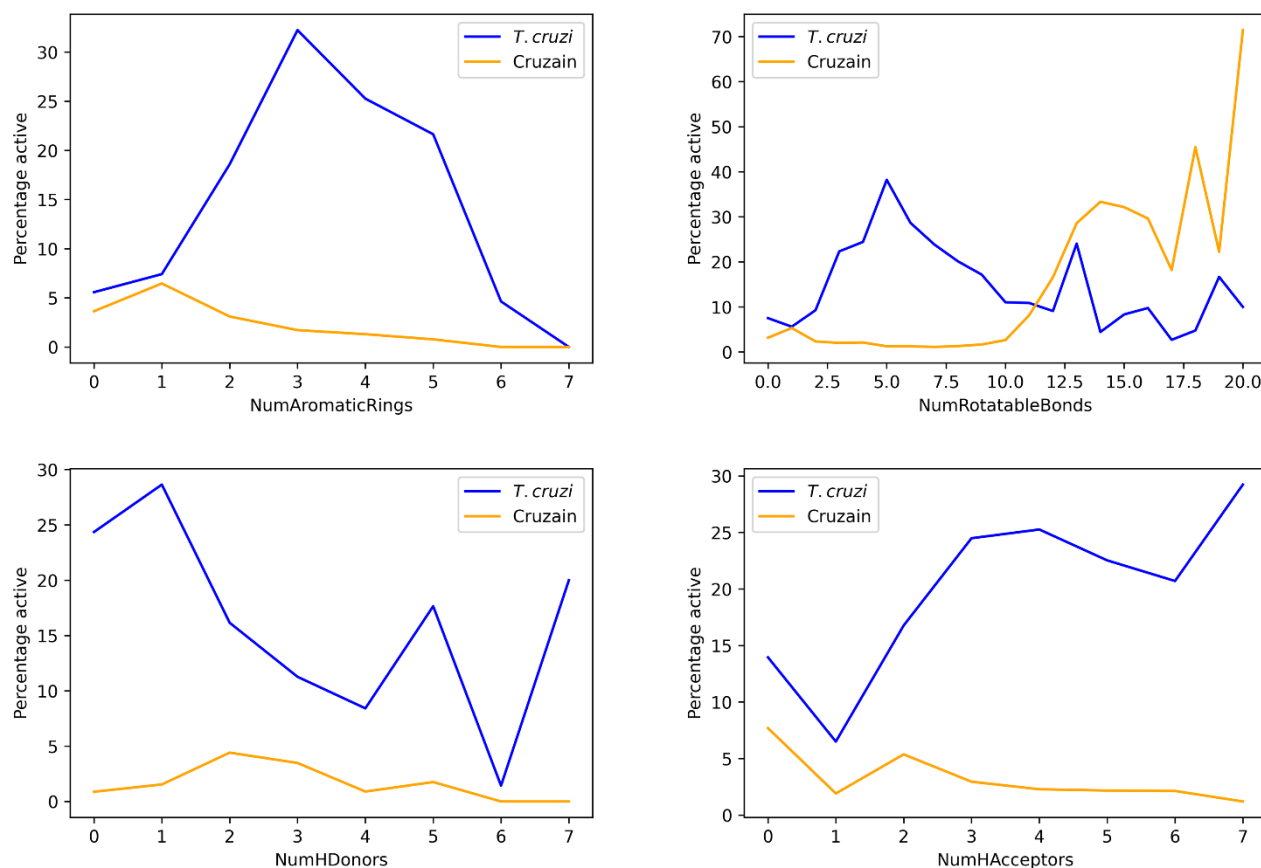 Percentage active
30
25
20
15
10
5
0
T. cruzi
Cruzain
0 1 2 3 4 5 6 7
NumAromaticRings
Percentage active
70
60
50
40
30
20
10
0
T. cruzi
Cruzain
0.0 2.5 5.0 7.5 10.0 12.5 15.0 17.5 20.0
NumRotatableBonds
Percentage active
30
25
20
15
10
5
0
T. cruzi
Cruzain
0 1 2 3 4 5 6 7
NumHDonors
Percentage active
30
25
20
15
10
5
0
T. cruzi
Cruzain
0 1 2 3 4 5 6 7
NumHAcceptors